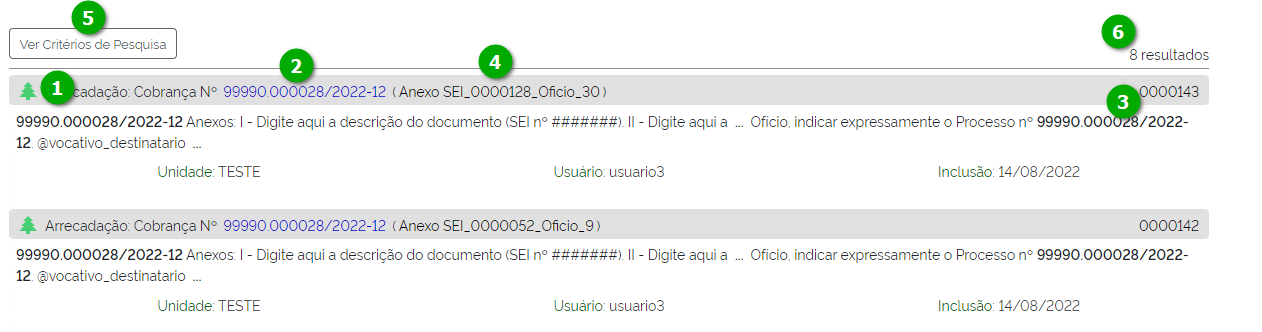 5
Ver Critérios de Pesquisa
6
8 resultados
1
2
4
cadação: Cobrança Nº 99990.000028/2022-12 ( Anexo SEI_0000128_Oficio_30 )
0000143
3
99990.000028/2022-12 Anexos: I - Digite aqui a descrição do documento (SEI nº #######). II - Digite aqui a ... Ofício, indicar expressamente o Processo nº 99990.000028/2022-
12. @vocativo_destinatario ...
Unidade: TESTE
Usuário: usuario3
Inclusão: 14/08/2022
Arrecadação: Cobrança Nº 99990.000028/2022-12 ( Anexo SEI_0000052_Oficio_9 )
0000142
99990.000028/2022-12 Anexos: I - Digite aqui a descrição do documento (SEI nº #######). II - Digite aqui a ... Ofício, indicar expressamente o Processo nº 99990.000028/2022-
12. @vocativo_destinatario ...
Unidade: TESTE
Usuário: usuario3
Inclusão: 14/08/2022